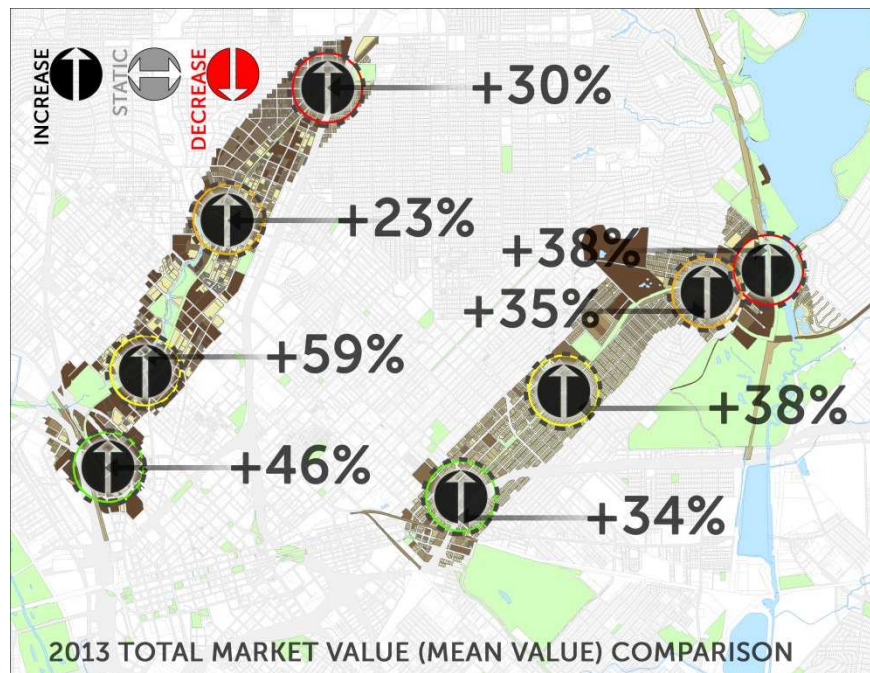 INCREASE
STATIC
DECREASE
+30%
+23%
+38%
+35%
+59%
+38%
+46%
+34%
2013 TOTAL MARKET VALUE (MEAN VALUE) COMPARISON